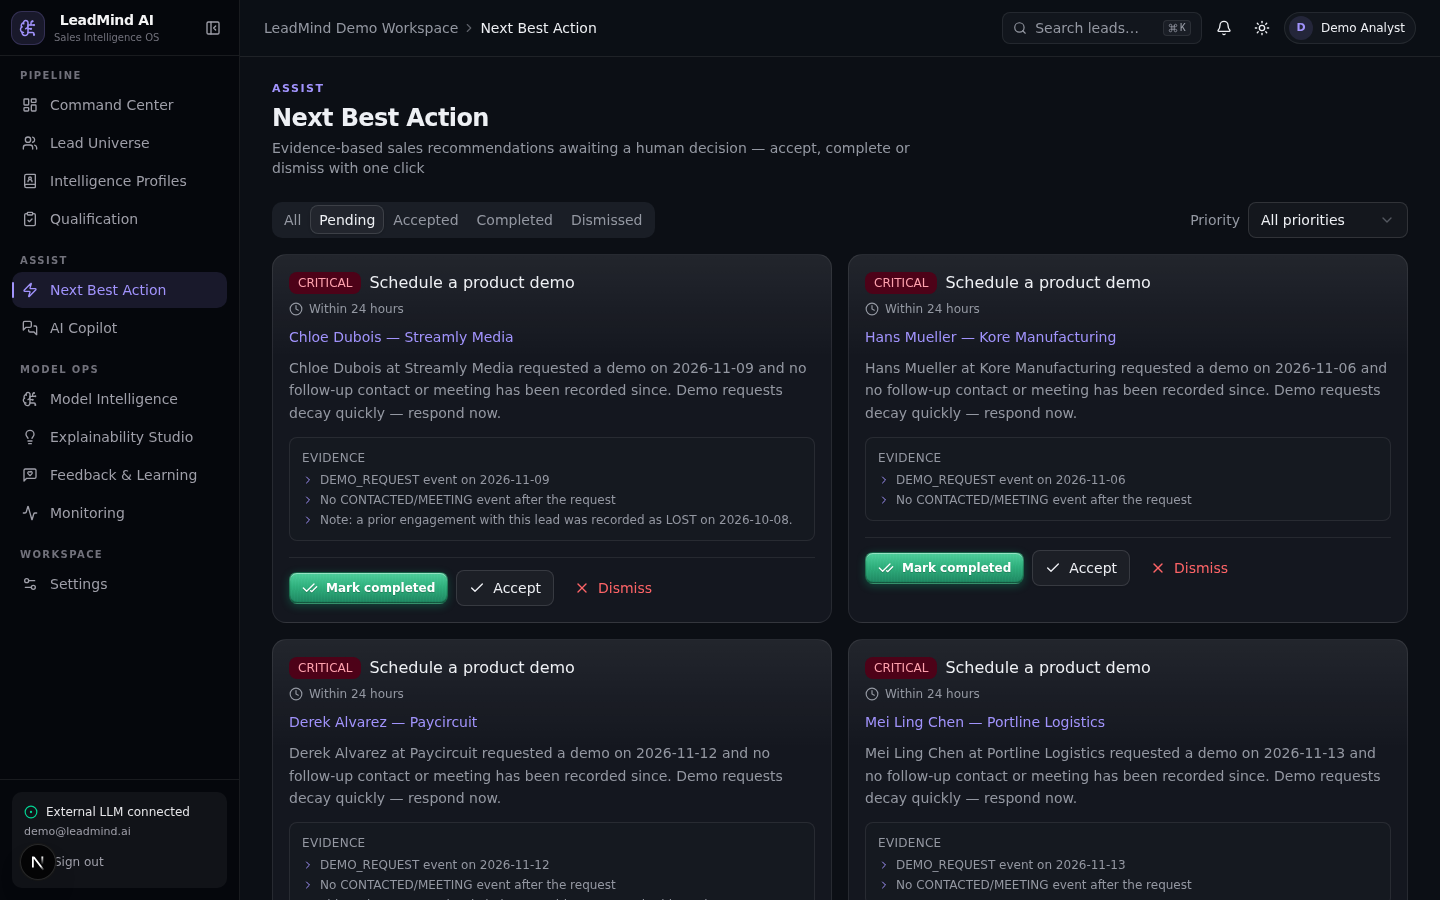 LeadMind AI
Sales Intelligence OS
PIPELINE
Command Center
Lead Universe
Intelligence Profiles
Qualification
ASSIST
Next Best Action
AI Copilot
MODEL OPS
Model Intelligence
Explainability Studio
Feedback & Learning
Monitoring
WORKSPACE
Settings
External LLM connected
demo@leadmind.ai
N
Sign out
LeadMind Demo Workspace > Next Best Action
Search leads… ⌘K
D Demo Analyst
ASSIST
Next Best Action
Evidence-based sales recommendations awaiting a human decision — accept, complete or
dismiss with one click
All Pending Accepted Completed Dismissed
Priority All priorities
CRITICAL Schedule a product demo
Within 24 hours
Chloe Dubois — Streamly Media
Chloe Dubois at Streamly Media requested a demo on 2026-11-09 and no
follow-up contact or meeting has been recorded since. Demo requests
decay quickly — respond now.
EVIDENCE
DEMO_REQUEST event on 2026-11-09
No CONTACTED/MEETING event after the request
Note: a prior engagement with this lead was recorded as LOST on 2026-10-08.
Mark completed Accept Dismiss
CRITICAL Schedule a product demo
Within 24 hours
Hans Mueller — Kore Manufacturing
Hans Mueller at Kore Manufacturing requested a demo on 2026-11-06 and
no follow-up contact or meeting has been recorded since. Demo requests
decay quickly — respond now.
EVIDENCE
DEMO_REQUEST event on 2026-11-06
No CONTACTED/MEETING event after the request
Mark completed Accept Dismiss
CRITICAL Schedule a product demo
Within 24 hours
Derek Alvarez — Paycircuit
Derek Alvarez at Paycircuit requested a demo on 2026-11-12 and no
follow-up contact or meeting has been recorded since. Demo requests
decay quickly — respond now.
EVIDENCE
DEMO_REQUEST event on 2026-11-12
No CONTACTED/MEETING event after the request
CRITICAL Schedule a product demo
Within 24 hours
Mei Ling Chen — Portline Logistics
Mei Ling Chen at Portline Logistics requested a demo on 2026-11-13 and
no follow-up contact or meeting has been recorded since. Demo requests
decay quickly — respond now.
EVIDENCE
DEMO_REQUEST event on 2026-11-13
No CONTACTED/MEETING event after the request